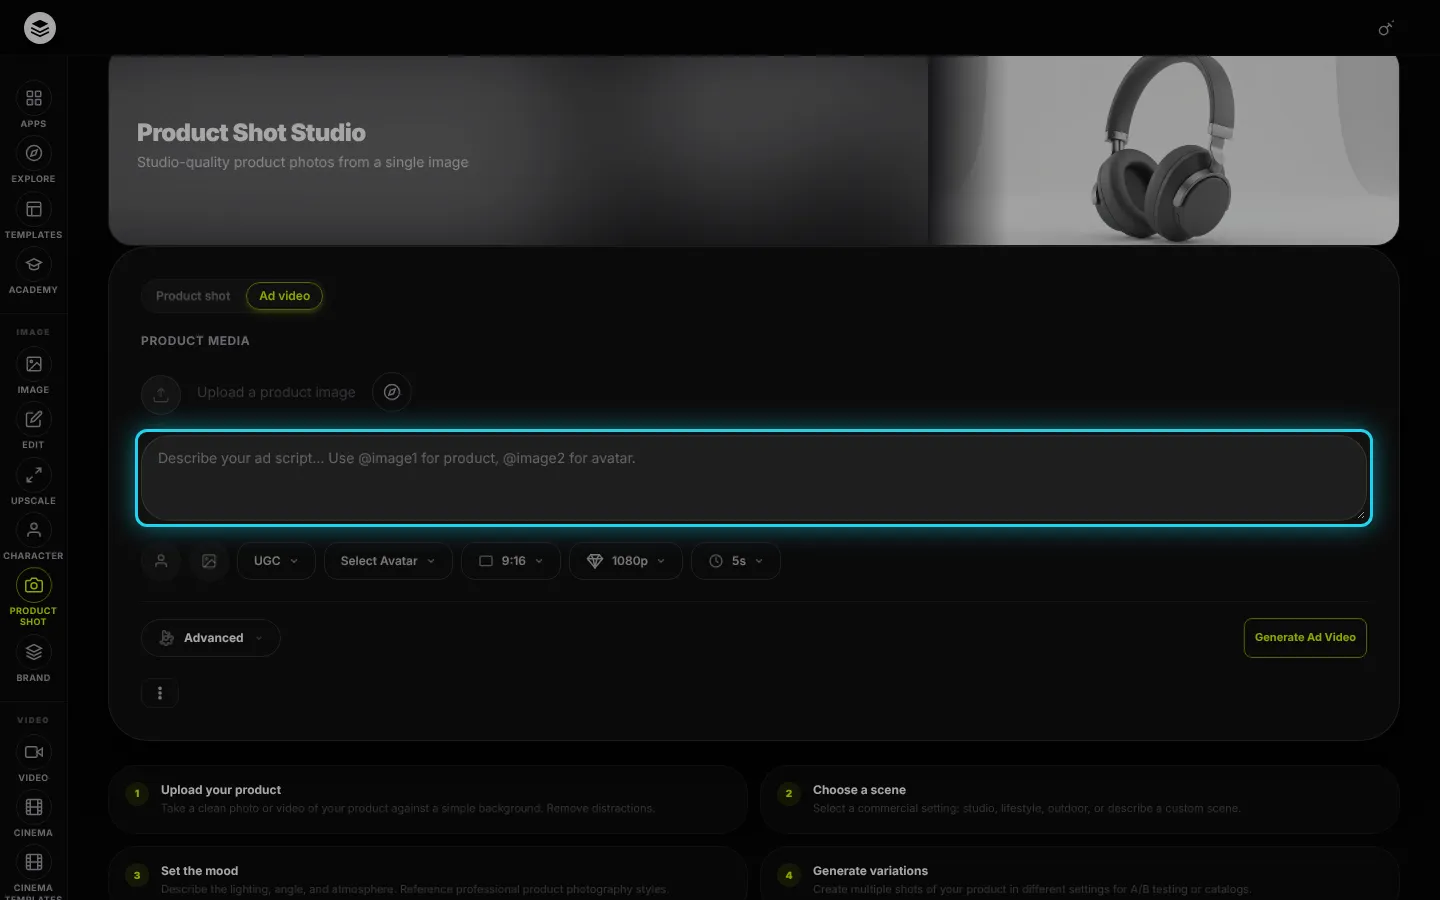 Product Shot Studio
Studio-quality product photos from a single image
APPS
EXPLORE
TEMPLATES
ACADEMY
IMAGE
IMAGE
EDIT
UPSCALE
CHARACTER
PRODUCT
SHOT
BRAND
VIDEO
VIDEO
CINEMA
CINEMA
TEMPLATES
Product shot
Ad video
PRODUCT MEDIA
Upload a product image
Describe your ad script... Use @image1 for product, @image2 for avatar.
UGC
Select Avatar
9:16
1080p
5s
Advanced
Generate Ad Video
1
Upload your product
Take a clean photo or video of your product against a simple background. Remove distractions.
2
Choose a scene
Select a commercial setting: studio, lifestyle, outdoor, or describe a custom scene.
3
Set the mood
Describe the lighting, angle, and atmosphere. Reference professional product photography styles.
4
Generate variations
Create multiple shots of your product in different settings for A/B testing or catalogs.